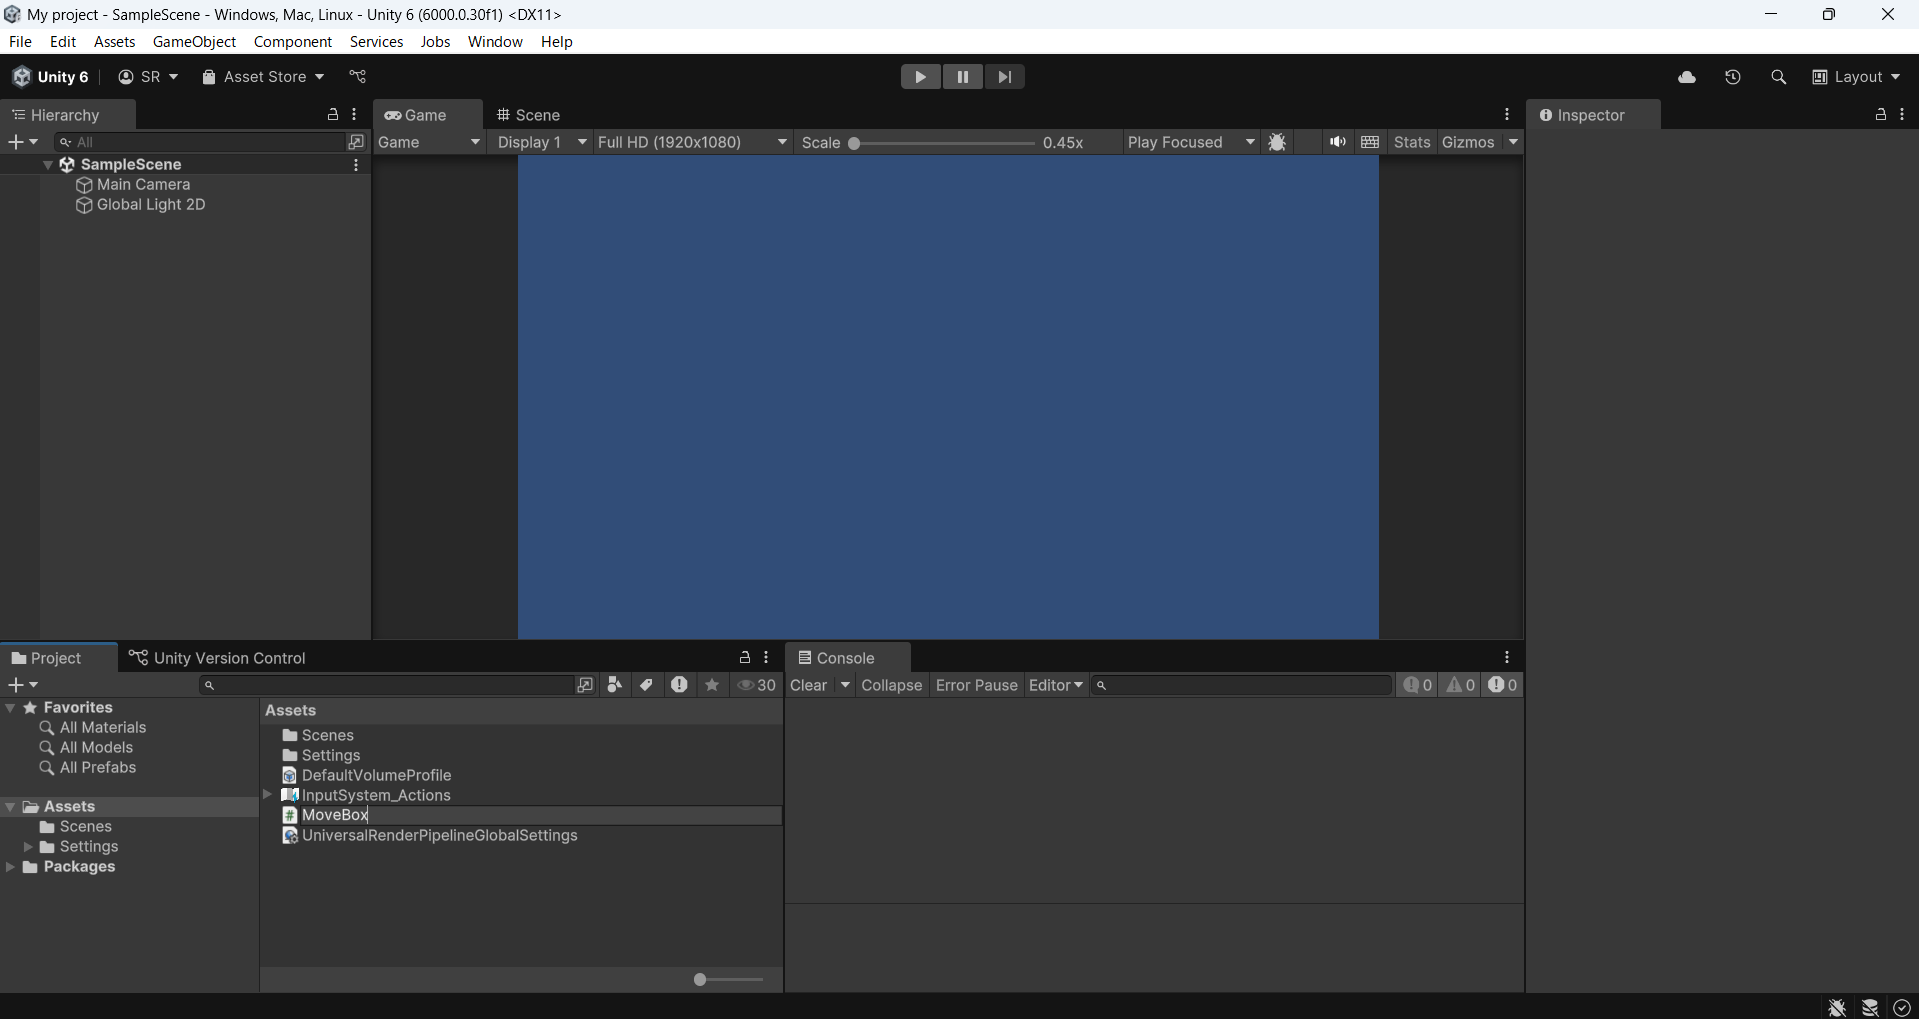 My project - SampleScene - Windows, Mac, Linux - Unity 6 (6000.0.30f1) <DX11>
File Edit Assets GameObject Component Services Jobs Window Help
Unity 6 SR Asset Store Layout
Hierarchy
All
SampleScene
Main Camera
Global Light 2D
Game Scene
Game Display 1 Full HD (1920x1080) Scale 0.45x Play Focused Stats Gizmos
Inspector
Project Unity Version Control
30
Favorites
All Materials
All Models
All Prefabs
Assets
Scenes
Settings
Packages
Assets
Scenes
Settings
DefaultVolumeProfile
InputSystem_Actions
MoveBox
UniversalRenderPipelineGlobalSettings
Console
Clear Collapse Error Pause Editor 0 0 0